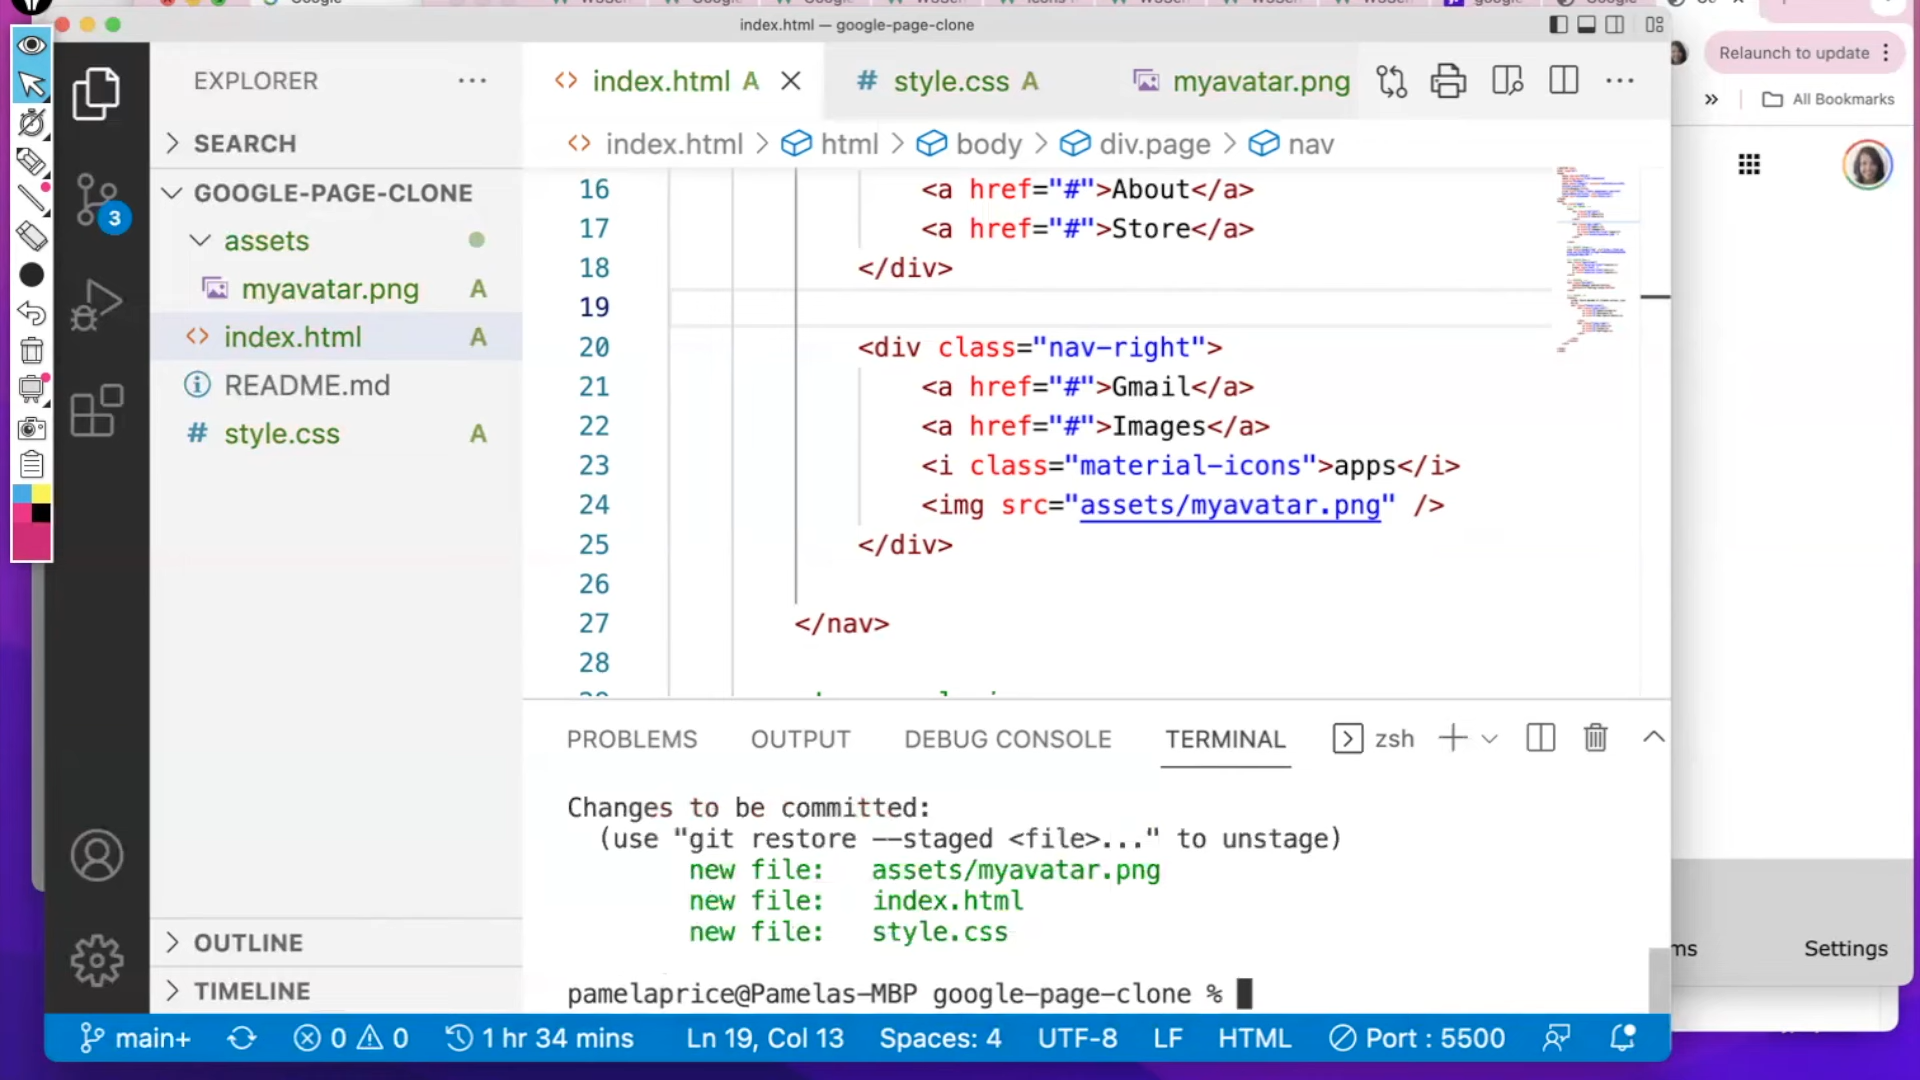 index.html — google-page-clone
Relaunch to update
All Bookmarks
EXPLORER
SEARCH
GOOGLE-PAGE-CLONE
assets
myavatar.png A
index.html A
README.md
style.css A
OUTLINE
TIMELINE
3
index.html A
style.css A
myavatar.png
index.html > html > body > div.page > nav
16 <a href="#">About</a>
17 <a href="#">Store</a>
18 </div>
19
20 <div class="nav-right">
21 <a href="#">Gmail</a>
22 <a href="#">Images</a>
23 <i class="material-icons">apps</i>
24 <img src="assets/myavatar.png" />
25 </div>
26
27 </nav>
28
PROBLEMS OUTPUT DEBUG CONSOLE TERMINAL zsh
Changes to be committed:
(use "git restore --staged <file>..." to unstage)
new file: assets/myavatar.png
new file: index.html
new file: style.css
pamelaprice@Pamelas-MBP google-page-clone %
Settings
main+ 0 0 1 hr 34 mins Ln 19, Col 13 Spaces: 4 UTF-8 LF HTML Port : 5500